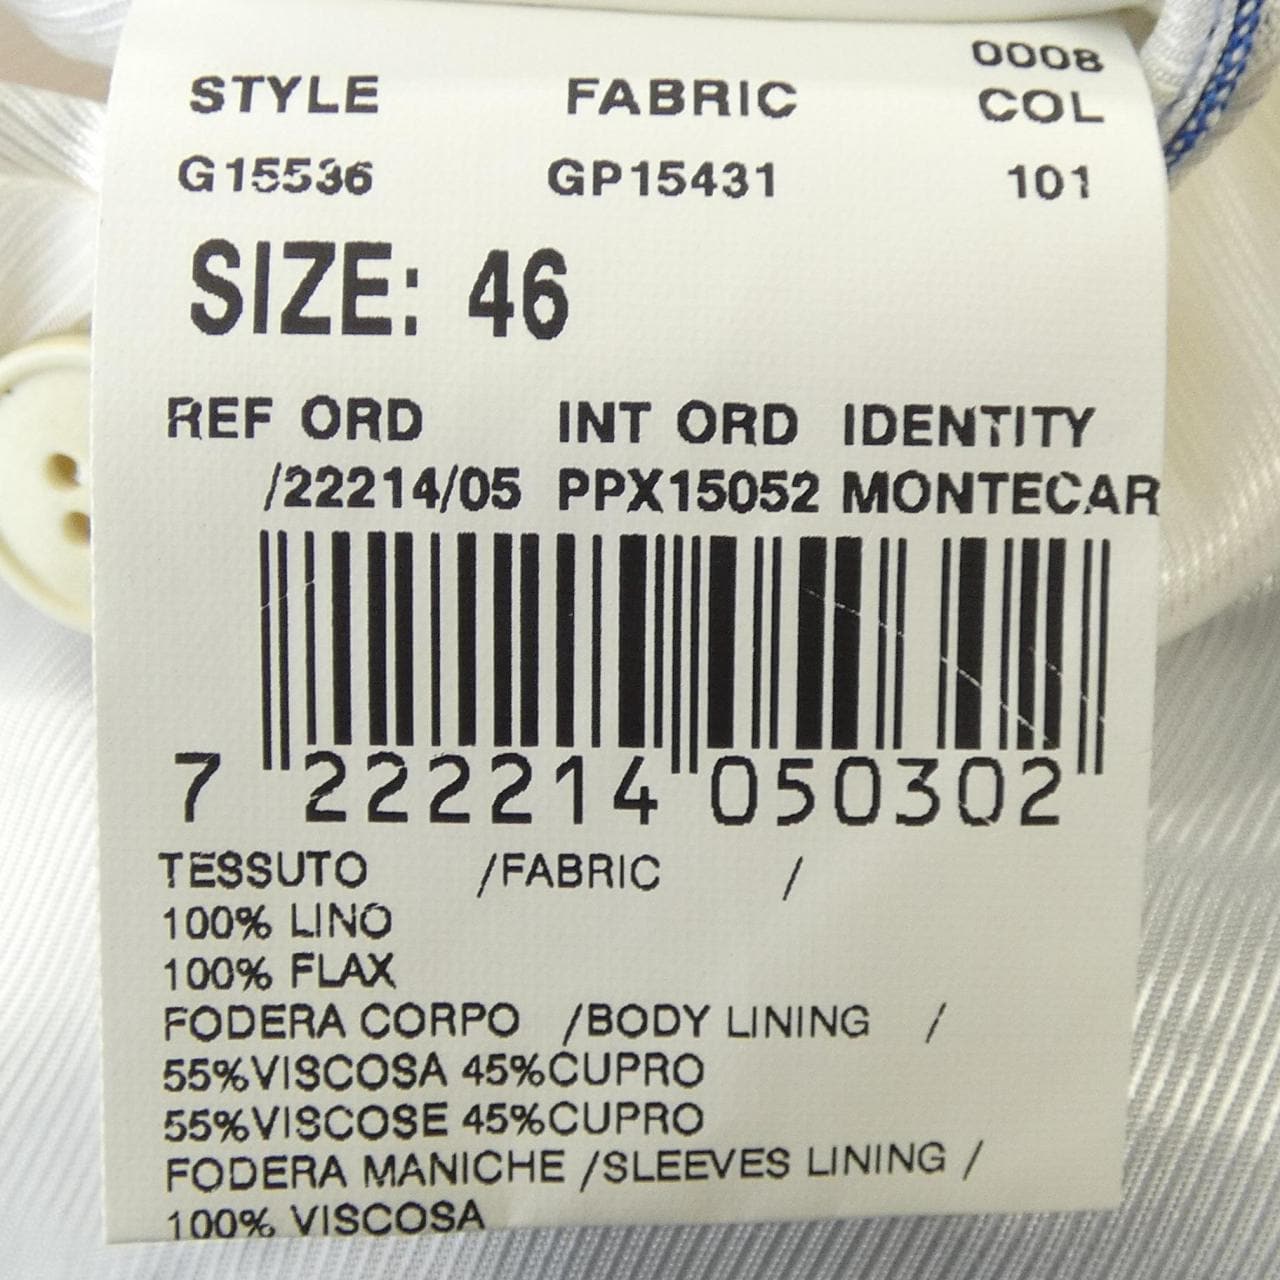 0008
STYLE FABRIC COL
G15536 GP15431 101
SIZE: 46
REF ORD INT ORD IDENTITY
/22214/05 PPX15052 MONTECAR
7 222214 050302
TESSUTO /FABRIC /
100% LINO
100% FLAX
FODERA CORPO /BODY LINING /
55%VISCOSA 45%CUPRO
55%VISCOSE 45%CUPRO
FODERA MANICHE /SLEEVES LINING /
100% VISCOSA